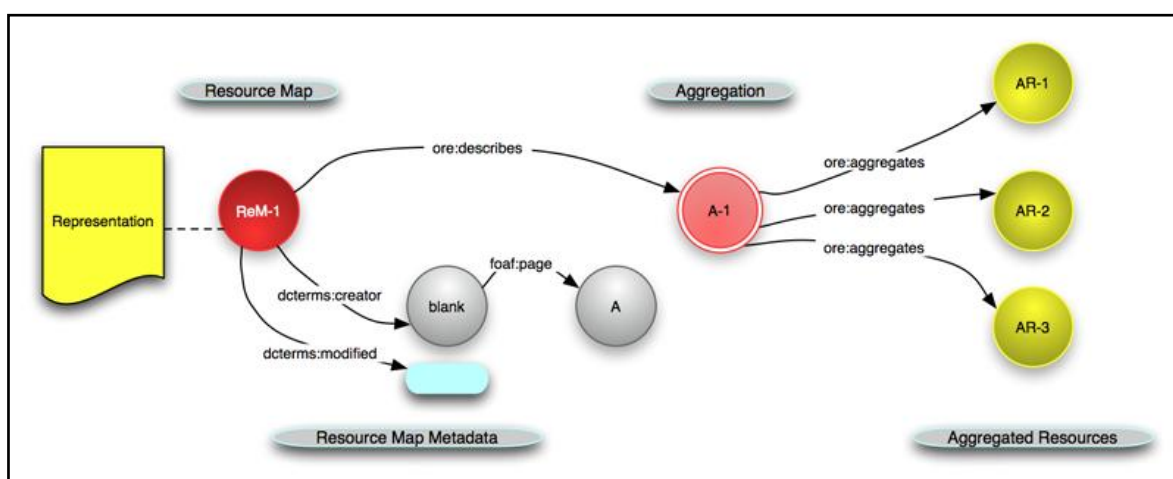 Resource Map
Aggregation
AR-1
ore:describes
ore:aggregates
Representation
ReM-1
A-1
ore:aggregates
AR-2
ore:aggregates
foaf:page
dcterms:creator
blank
A
AR-3
dcterms:modified
Resource Map Metadata
Aggregated Resources